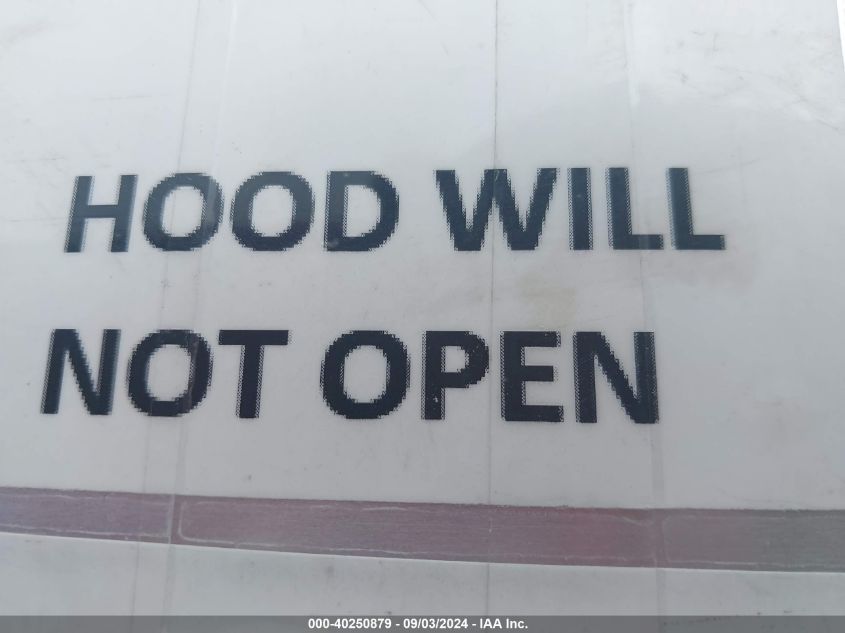 HOOD WILL
NOT OPEN
000-40250879 - 09/03/2024 - IAA Inc.